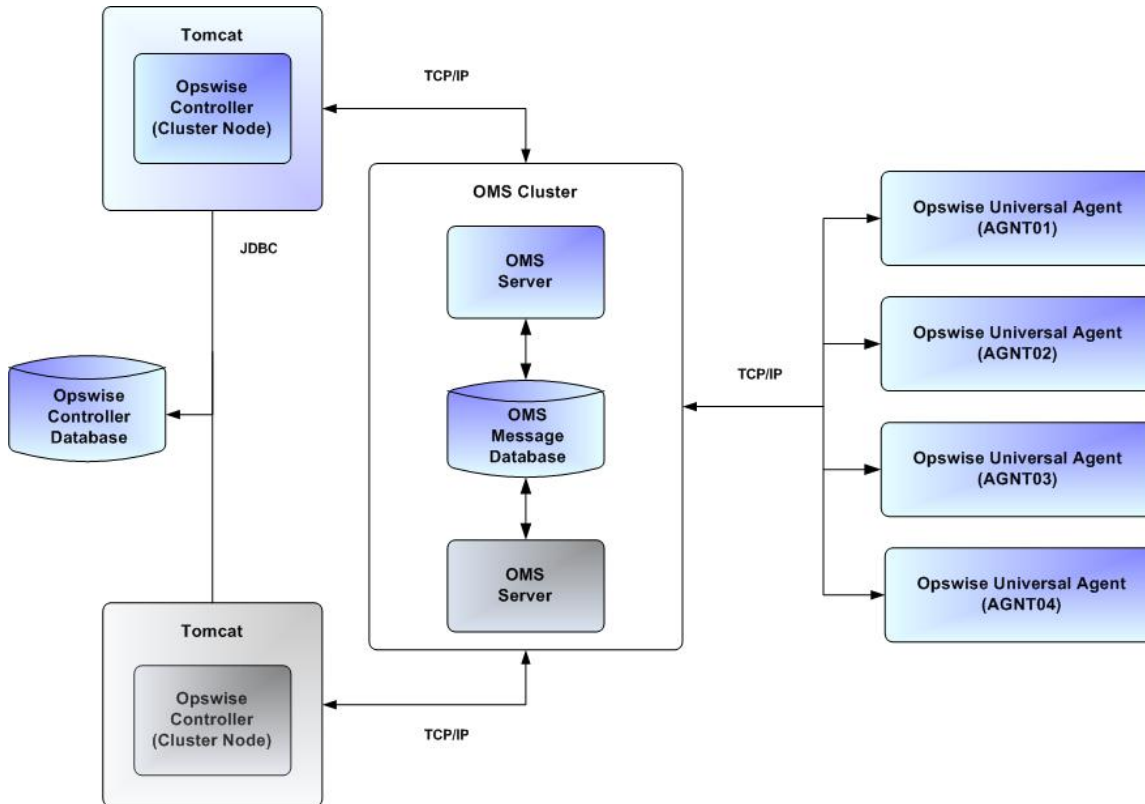 Tomcat
Opswise
Controller
(Cluster Node)
TCP/IP
JDBC
Opswise
Controller
Database
OMS Cluster
OMS
Server
OMS
Message
Database
OMS
Server
TCP/IP
Opswise Universal Agent
(AGNT01)
Opswise Universal Agent
(AGNT02)
Opswise Universal Agent
(AGNT03)
Opswise Universal Agent
(AGNT04)
Tomcat
Opswise
Controller
(Cluster Node)
TCP/IP